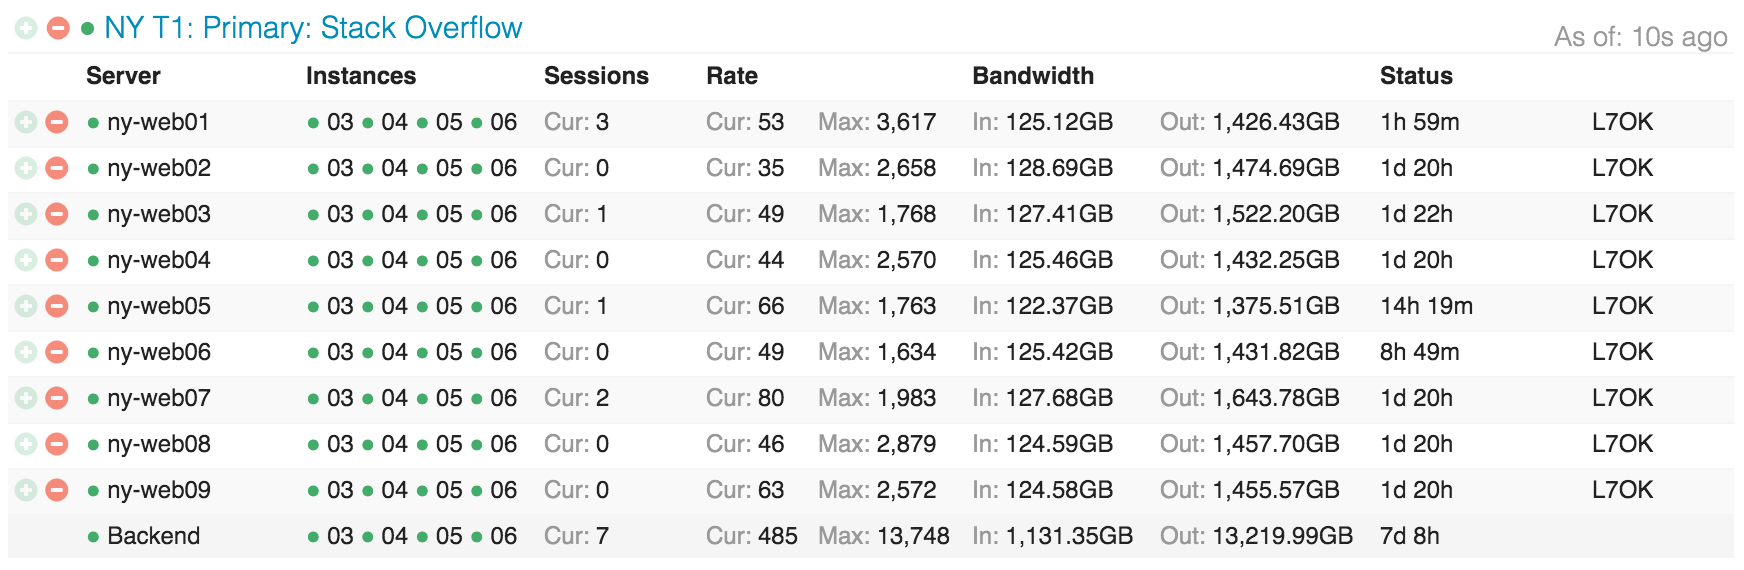 NY T1: Primary: Stack Overflow
As of: 10s ago
Server Instances Sessions Rate Bandwidth Status
ny-web01 03 04 05 06 Cur: 3 Cur: 53 Max: 3,617 In: 125.12GB Out: 1,426.43GB 1h 59m L7OK
ny-web02 03 04 05 06 Cur: 0 Cur: 35 Max: 2,658 In: 128.69GB Out: 1,474.69GB 1d 20h L7OK
ny-web03 03 04 05 06 Cur: 1 Cur: 49 Max: 1,768 In: 127.41GB Out: 1,522.20GB 1d 22h L7OK
ny-web04 03 04 05 06 Cur: 0 Cur: 44 Max: 2,570 In: 125.46GB Out: 1,432.25GB 1d 20h L7OK
ny-web05 03 04 05 06 Cur: 1 Cur: 66 Max: 1,763 In: 122.37GB Out: 1,375.51GB 14h 19m L7OK
ny-web06 03 04 05 06 Cur: 0 Cur: 49 Max: 1,634 In: 125.42GB Out: 1,431.82GB 8h 49m L7OK
ny-web07 03 04 05 06 Cur: 2 Cur: 80 Max: 1,983 In: 127.68GB Out: 1,643.78GB 1d 20h L7OK
ny-web08 03 04 05 06 Cur: 0 Cur: 46 Max: 2,879 In: 124.59GB Out: 1,457.70GB 1d 20h L7OK
ny-web09 03 04 05 06 Cur: 0 Cur: 63 Max: 2,572 In: 124.58GB Out: 1,455.57GB 1d 20h L7OK
Backend 03 04 05 06 Cur: 7 Cur: 485 Max: 13,748 In: 1,131.35GB Out: 13,219.99GB 7d 8h